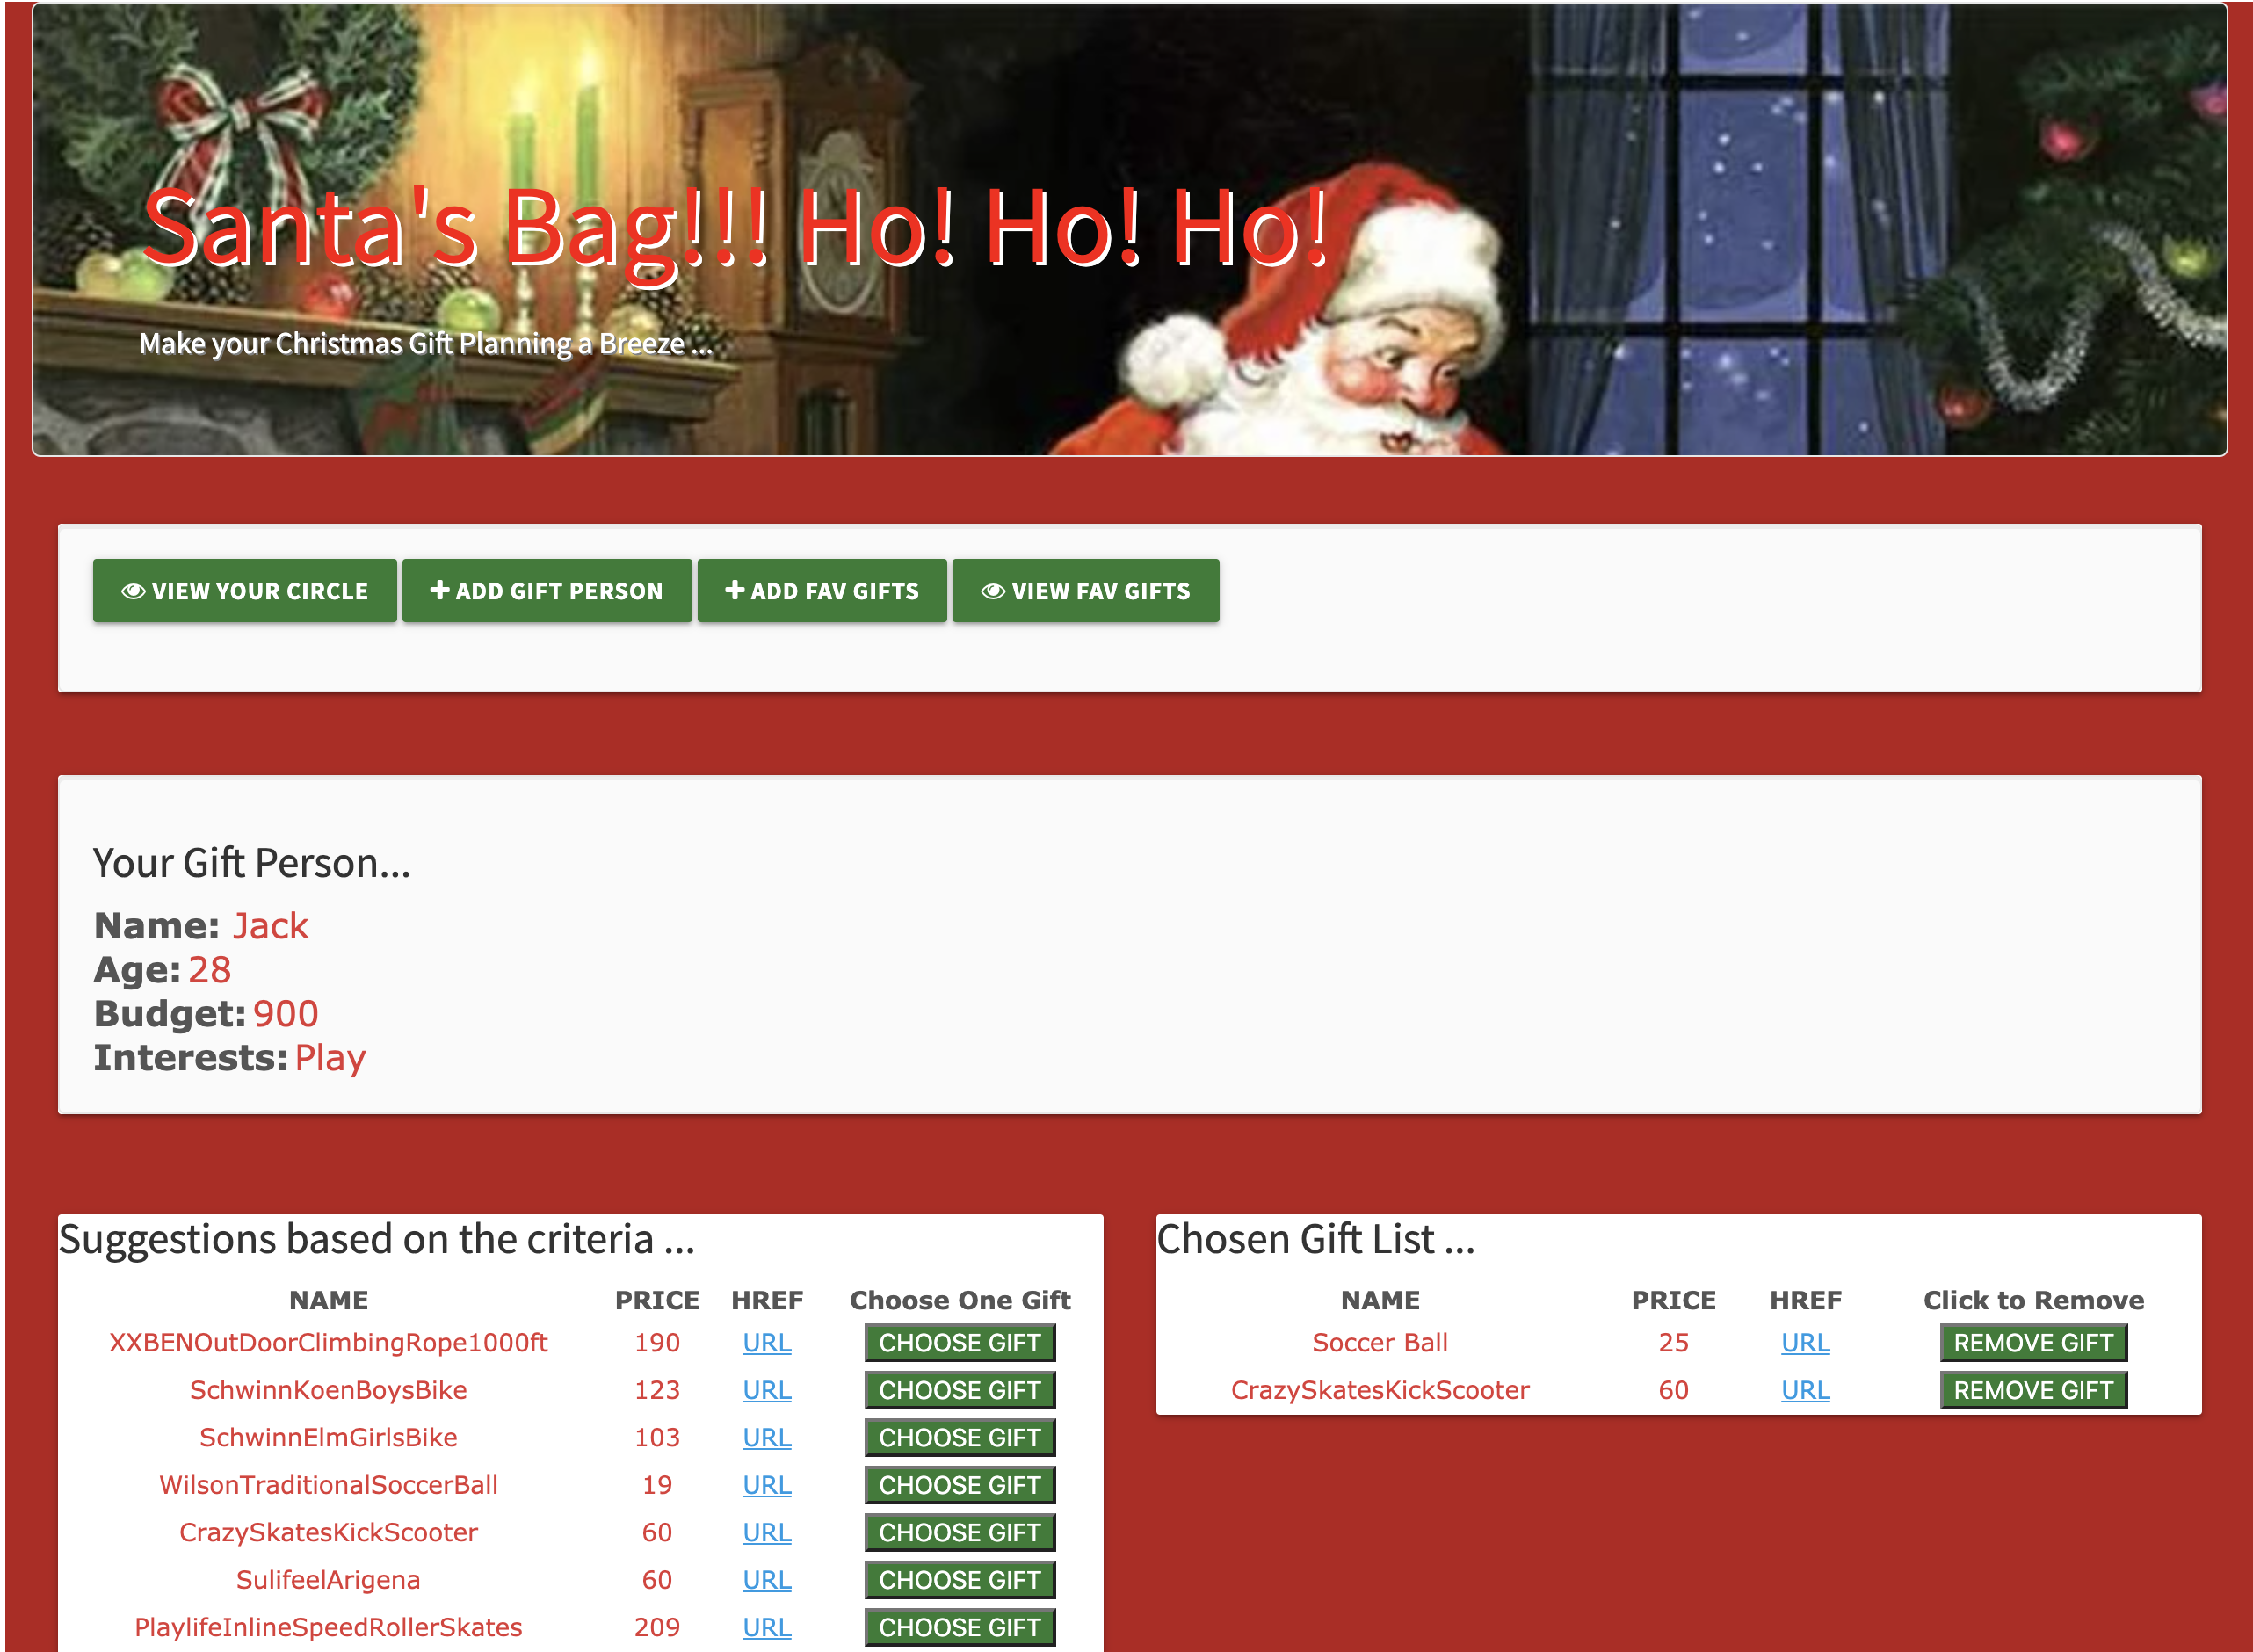 Santa's Bag!!! Ho! Ho! Ho!
Make your Christmas Gift Planning a Breeze ...
VIEW YOUR CIRCLE
ADD GIFT PERSON
ADD FAV GIFTS
VIEW FAV GIFTS
Your Gift Person...
Name: Jack
Age: 28
Budget: 900
Interests: Play
Suggestions based on the criteria ...
NAME PRICE HREF Choose One Gift
XXBENOutDoorClimbingRope1000ft 190 URL CHOOSE GIFT
SchwinnKoenBoysBike 123 URL CHOOSE GIFT
SchwinnElmGirlsBike 103 URL CHOOSE GIFT
WilsonTraditionalSoccerBall 19 URL CHOOSE GIFT
CrazySkatesKickScooter 60 URL CHOOSE GIFT
SulifeelArigena 60 URL CHOOSE GIFT
PlaylifeInlineSpeedRollerSkates 209 URL CHOOSE GIFT
Chosen Gift List ...
NAME PRICE HREF Click to Remove
Soccer Ball 25 URL REMOVE GIFT
CrazySkatesKickScooter 60 URL REMOVE GIFT